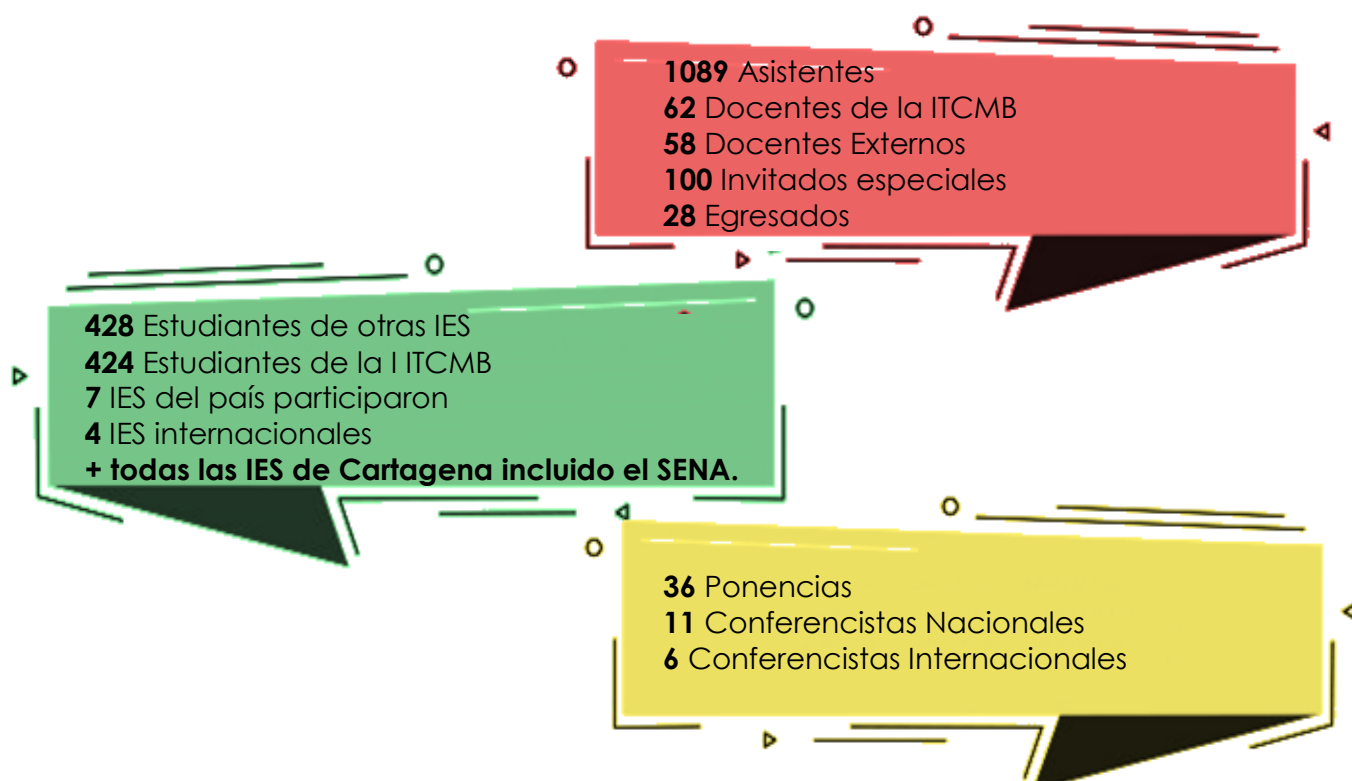 1089 Asistentes
62 Docentes de la ITCMB
58 Docentes Externos
100 Invitados especiales
28 Egresados
428 Estudiantes de otras IES
424 Estudiantes de la I ITCMB
7 IES del país participaron
4 IES internacionales
+ todas las IES de Cartagena incluido el SENA.
36 Ponencias
11 Conferencistas Nacionales
6 Conferencistas Internacionales